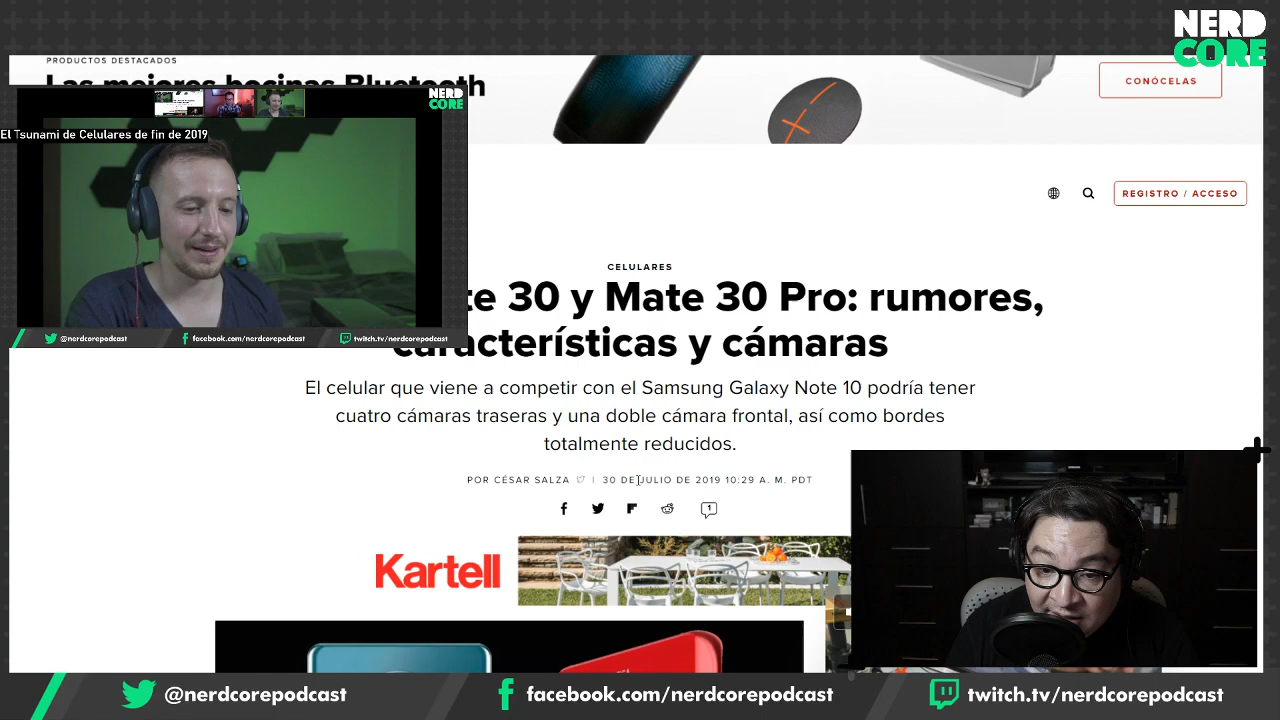 NERD
CORE
PRODUCTOS DESTACADOS
Las mejores bocinas Bluetooth
CONÓCELAS
NERD
CORE
El Tsunami de Celulares de fin de 2019
REGISTRO / ACCESO
CELULARES
te 30 y Mate 30 Pro: rumores,
características y cámaras
@nerdcorepodcast
facebook.com/nerdcorepodcast
twitch.tv/nerdcorepodcast
El celular que viene a competir con el Samsung Galaxy Note 10 podría tener
cuatro cámaras traseras y una doble cámara frontal, así como bordes
totalmente reducidos.
POR CÉSAR SALZA | 30 DE JULIO DE 2019 10:29 A. M. PDT
1
Kartell
@nerdcorepodcast
facebook.com/nerdcorepodcast
twitch.tv/nerdcorepodcast